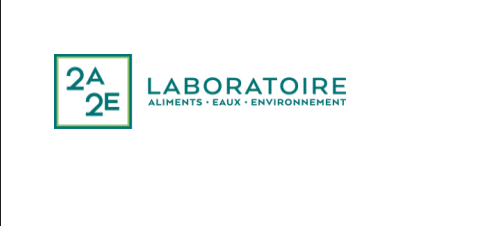 2A
2E
LABORATOIRE
ALIMENTS • EAUX • ENVIRONNEMENT